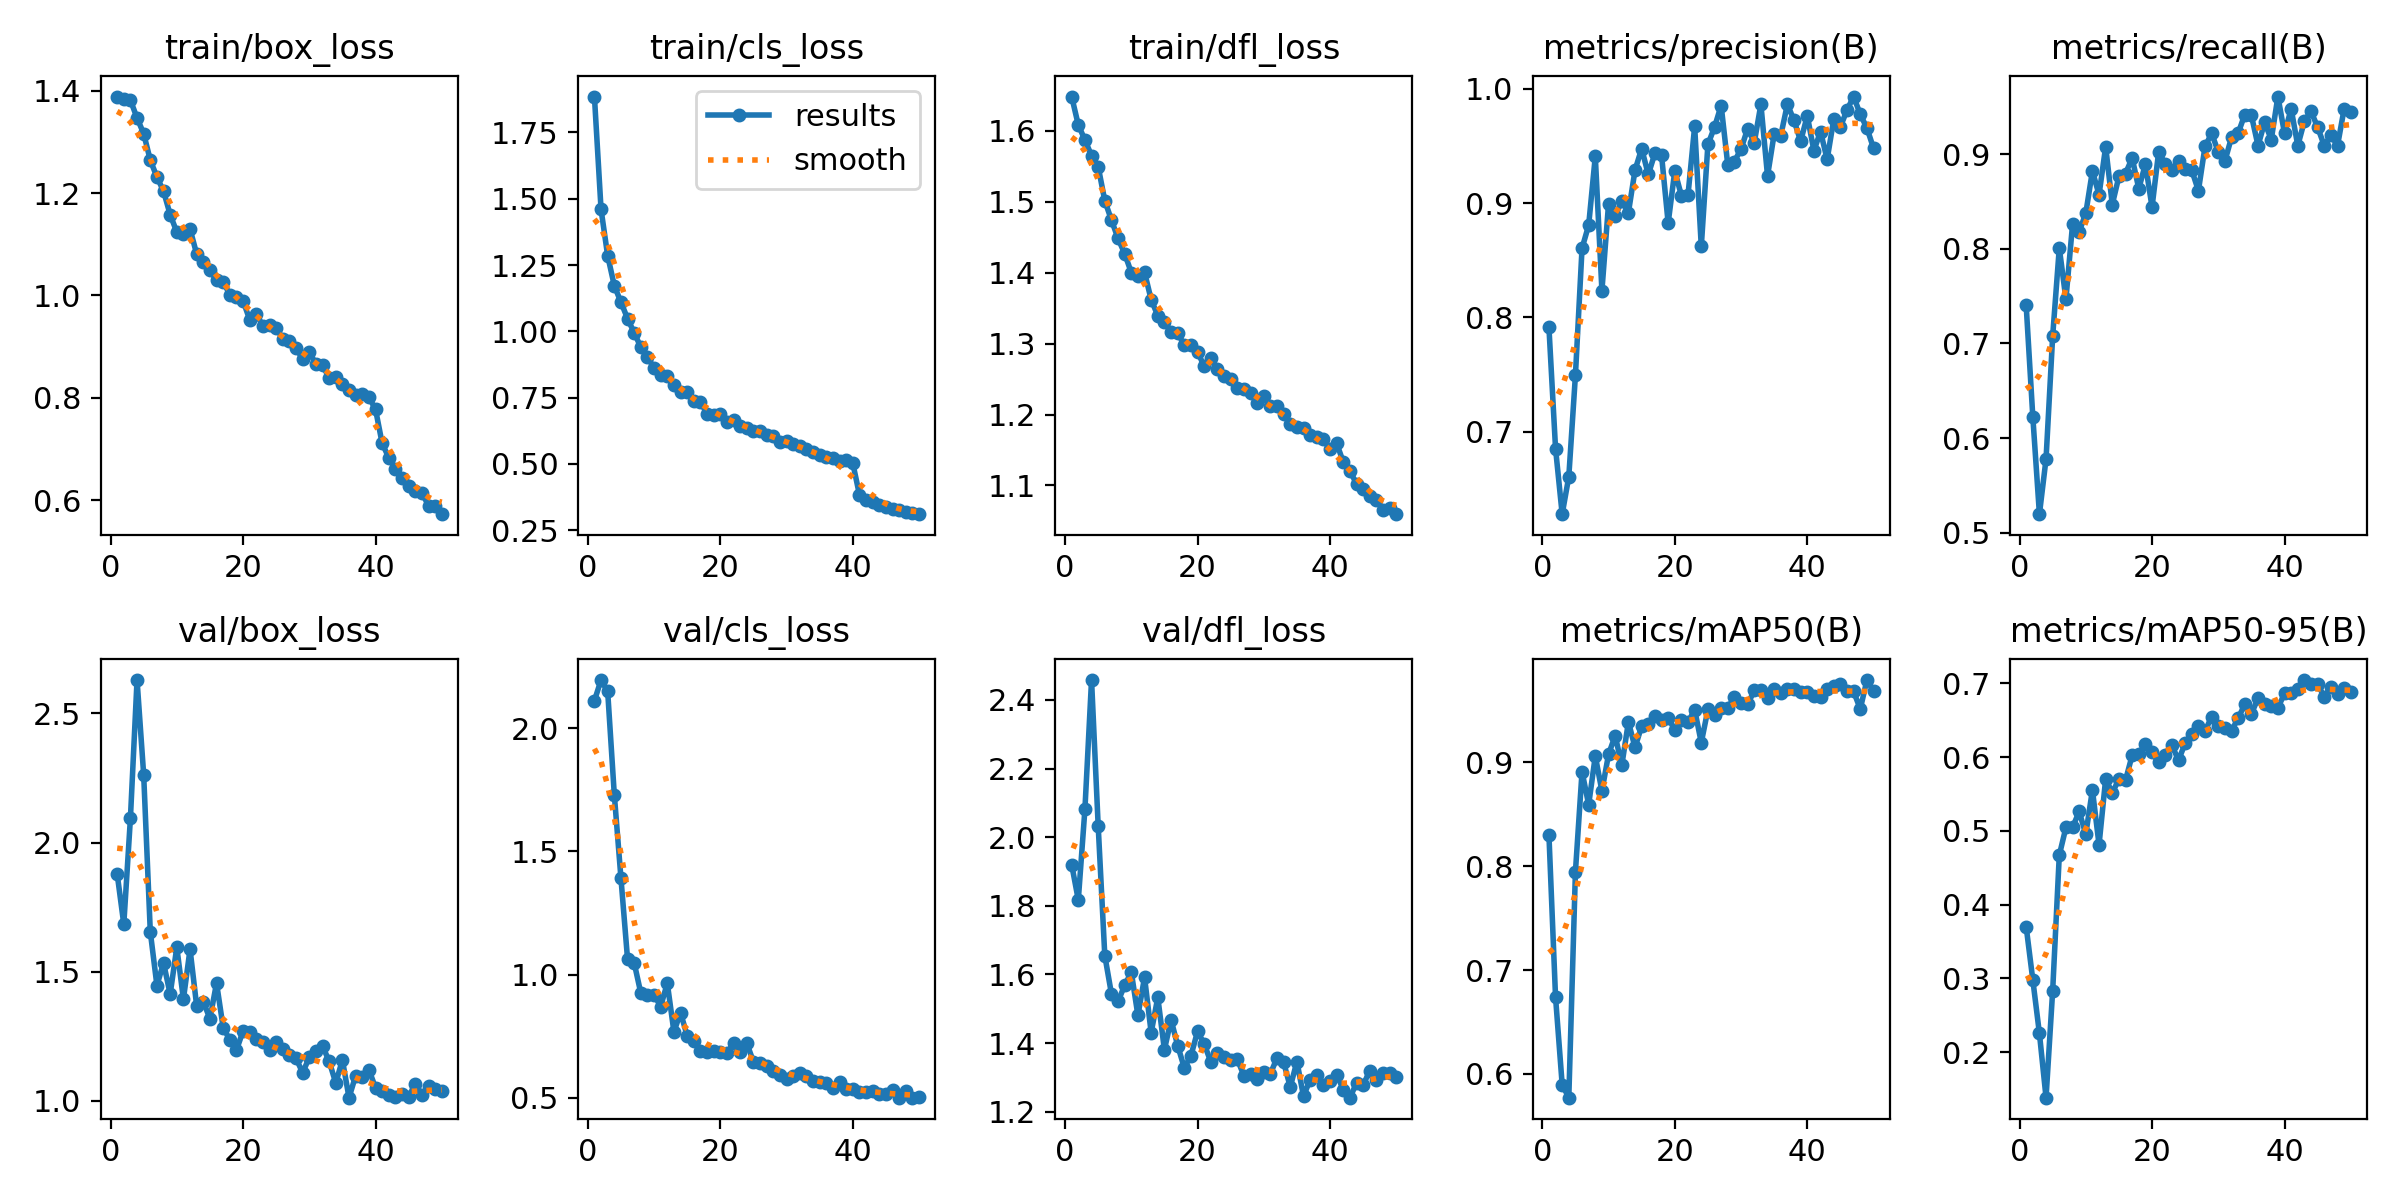 train/box_loss
1.4
1.2
1.0
0.8
0.6
0 20 40
train/cls_loss
results
smooth
1.75
1.50
1.25
1.00
0.75
0.50
0.25
0 20 40
train/dfl_loss
1.6
1.5
1.4
1.3
1.2
1.1
0 20 40
metrics/precision(B)
1.0
0.9
0.8
0.7
0 20 40
metrics/recall(B)
0.9
0.8
0.7
0.6
0.5
0 20 40
val/box_loss
2.5
2.0
1.5
1.0
0 20 40
val/cls_loss
2.0
1.5
1.0
0.5
0 20 40
val/dfl_loss
2.4
2.2
2.0
1.8
1.6
1.4
1.2
0 20 40
metrics/mAP50(B)
0.9
0.8
0.7
0.6
0 20 40
metrics/mAP50-95(B)
0.7
0.6
0.5
0.4
0.3
0.2
0 20 40